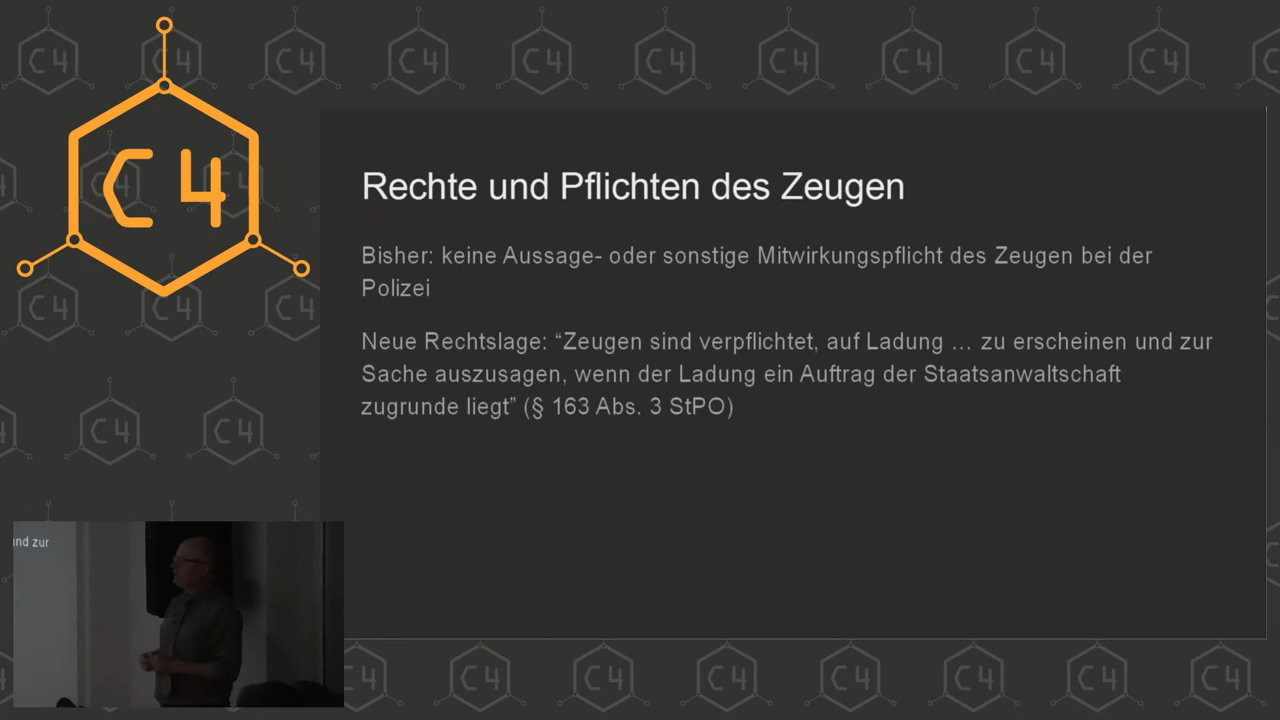 C4
Rechte und Pflichten des Zeugen
Bisher: keine Aussage- oder sonstige Mitwirkungspflicht des Zeugen bei der
Polizei
Neue Rechtslage: “Zeugen sind verpflichtet, auf Ladung … zu erscheinen und zur
Sache auszusagen, wenn der Ladung ein Auftrag der Staatsanwaltschaft
zugrunde liegt” (§ 163 Abs. 3 StPO)
und zur